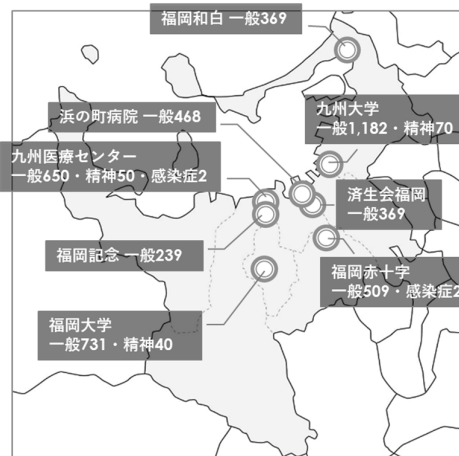 福岡和白 一般369
浜の町病院 一般468
九州大学
一般1,182・精神70
九州医療センター
一般650・精神50・感染症2
済生会福岡
一般369
福岡記念 一般239
福岡赤十字
一般509・感染症2
福岡大学
一般731・精神40